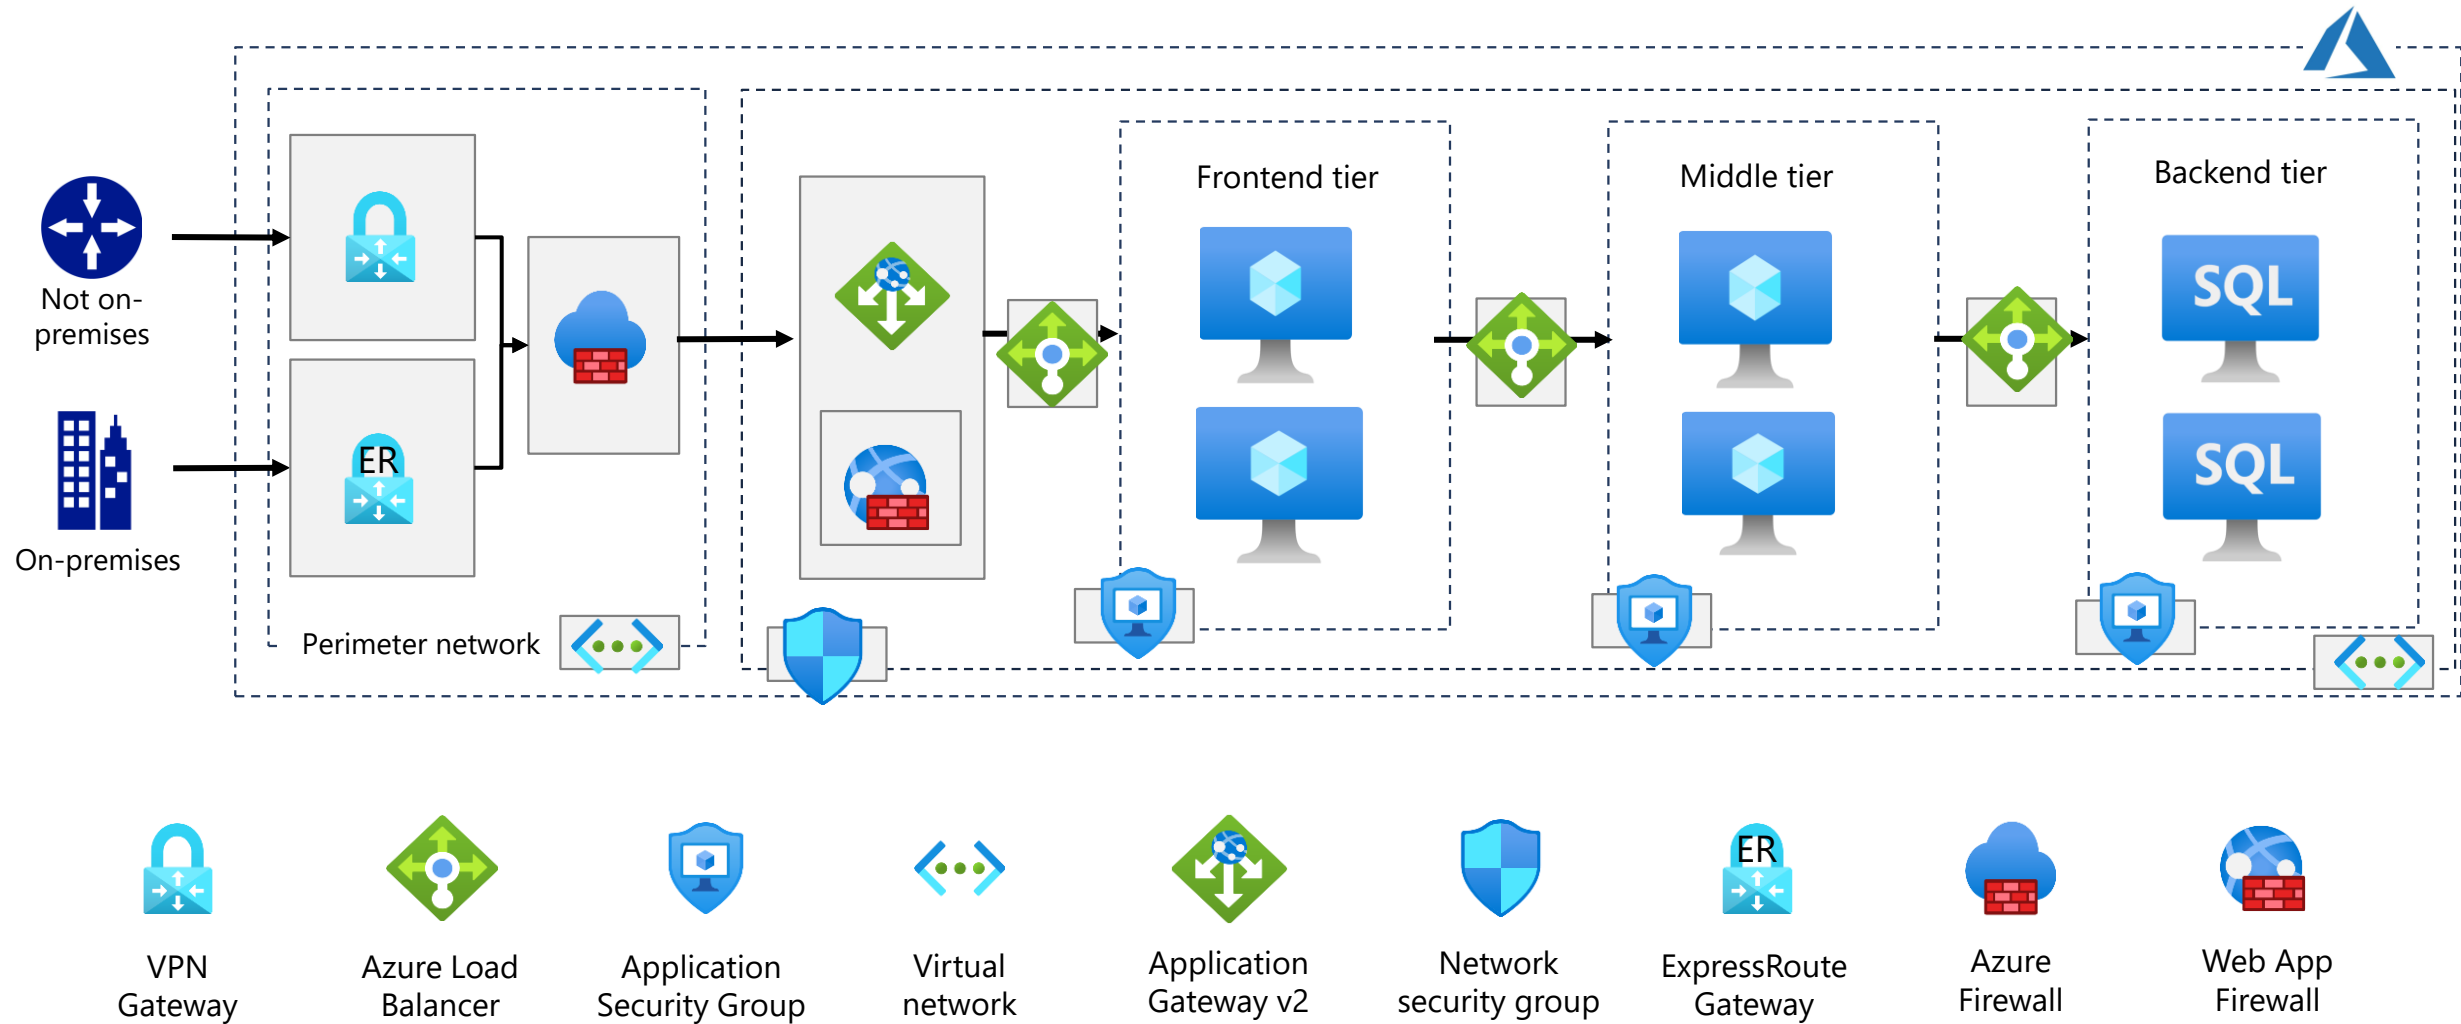 Frontend tier
Middle tier
Backend tier
SQL
SQL
Not on-
premises
ER
On-premises
Perimeter network
ER
VPN
Gateway
Azure Load
Balancer
Application
Security Group
Virtual
network
Application
Gateway v2
Network
security group
ExpressRoute
Gateway
Azure
Firewall
Web App
Firewall